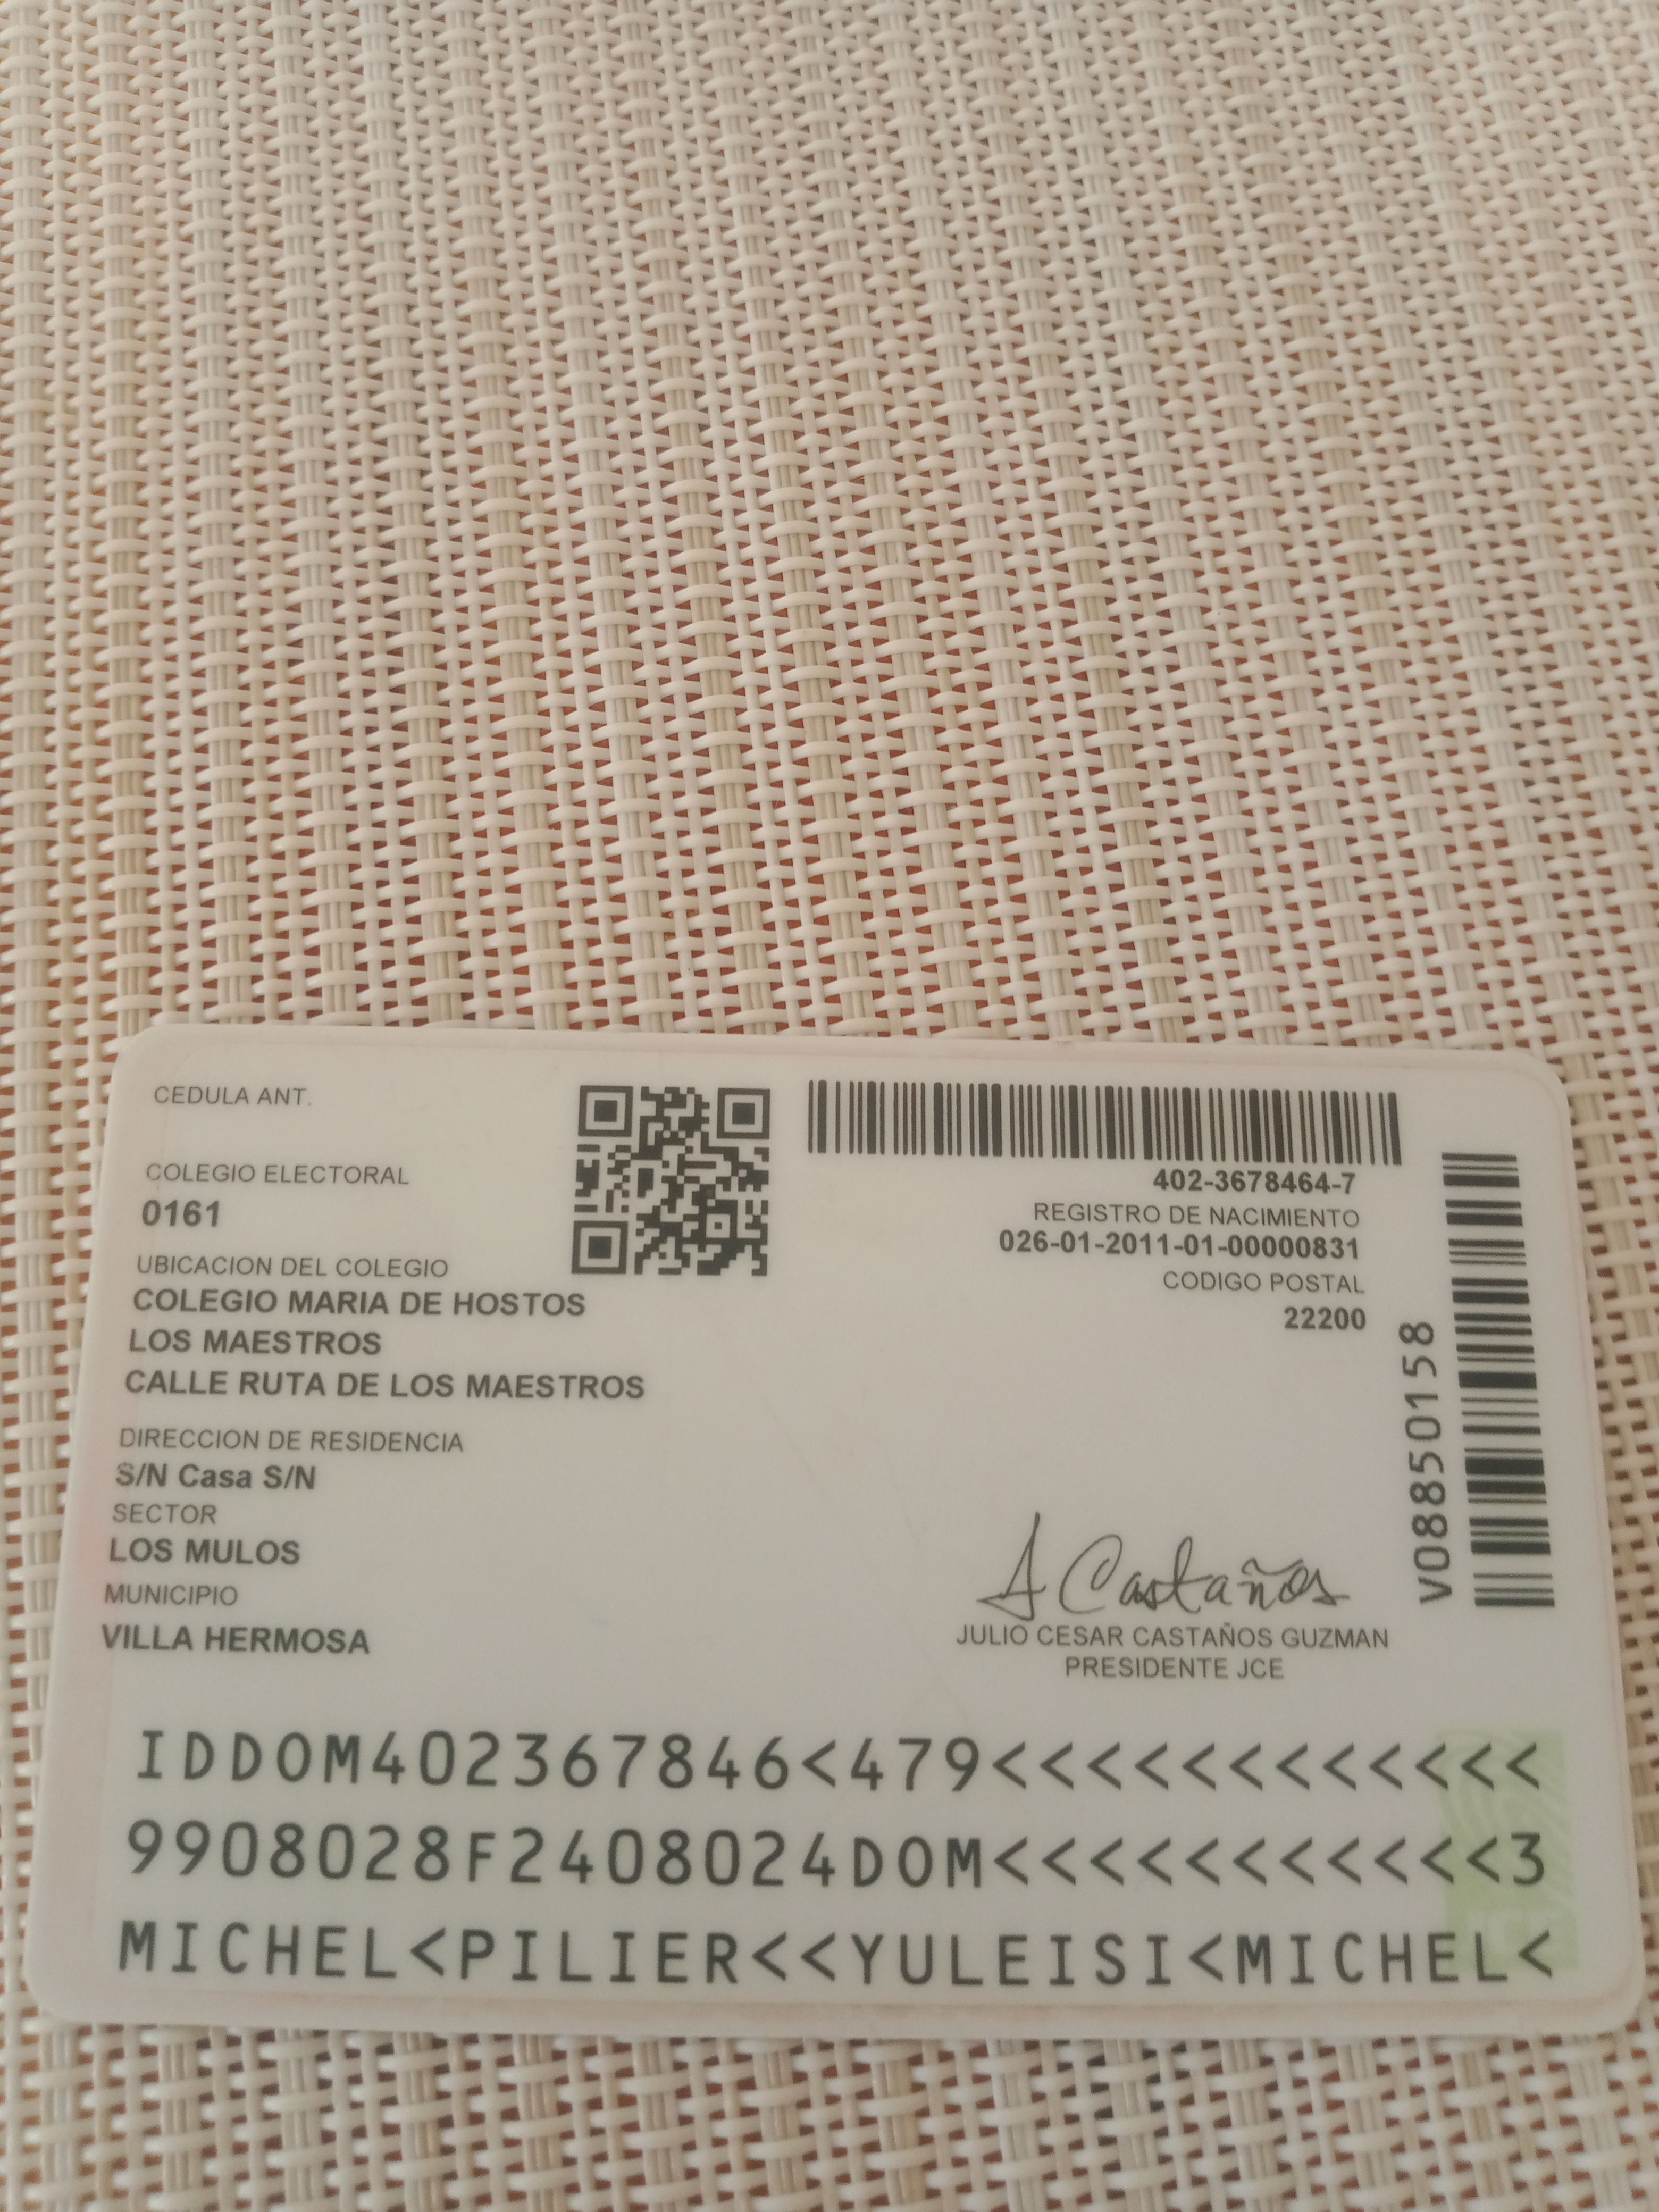 CEDULA ANT.
COLEGIO ELECTORAL
0161
UBICACION DEL COLEGIO
COLEGIO MARIA DE HOSTOS
LOS MAESTROS
CALLE RUTA DE LOS MAESTROS
DIRECCION DE RESIDENCIA
S/N Casa S/N
SECTOR
LOS MULOS
MUNICIPIO
VILLA HERMOSA
402-3678464-7
REGISTRO DE NACIMIENTO
026-01-2011-01-00000831
CODIGO POSTAL
22200
V08850158
J Castaños
JULIO CESAR CASTAÑOS GUZMAN
PRESIDENTE JCE
IDDOM402367846<479<<<<<<<<<<<<
9908028F2408024DOM<<<<<<<<<<<3
MICHEL<PILIER<<YULEISI<MICHEL<